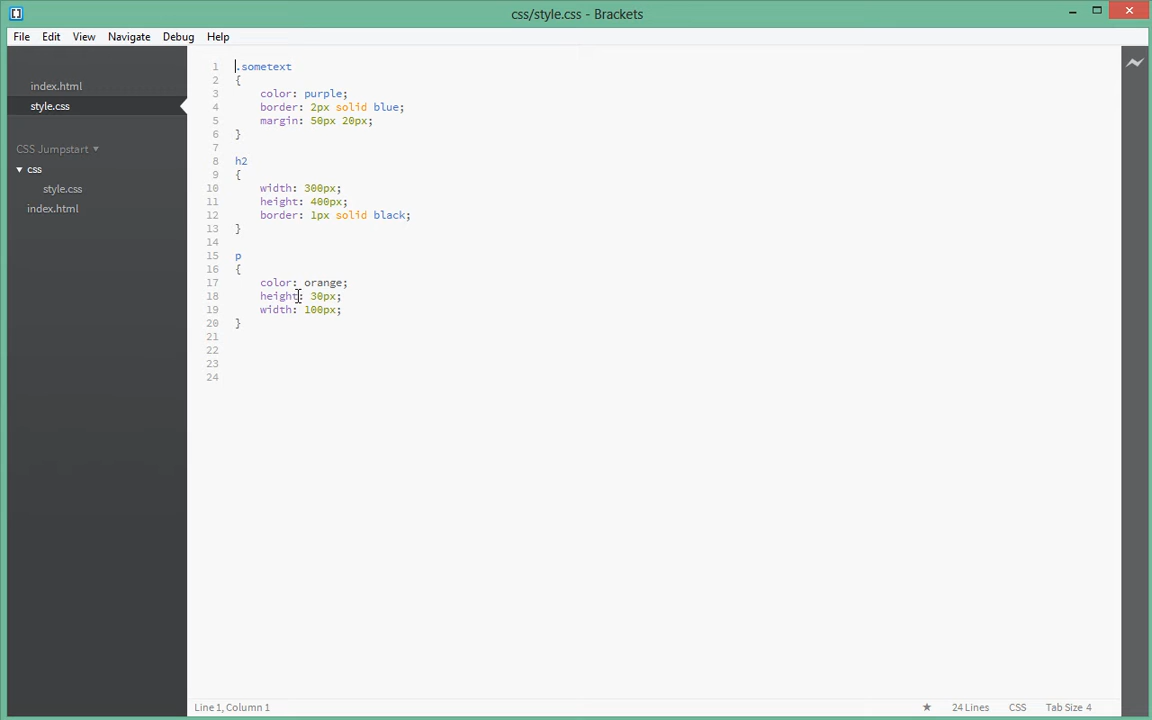 css/style.css - Brackets
File Edit View Navigate Debug Help
index.html
style.css
CSS Jumpstart
css
style.css
index.html
1 .sometext
2 {
3 color: purple;
4 border: 2px solid blue;
5 margin: 50px 20px;
6 }
7
8 h2
9 {
10 width: 300px;
11 height: 400px;
12 border: 1px solid black;
13 }
14
15 p
16 {
17 color: orange;
18 height: 30px;
19 width: 100px;
20 }
21
22
23
24
Line 1, Column 1 24 Lines CSS Tab Size 4